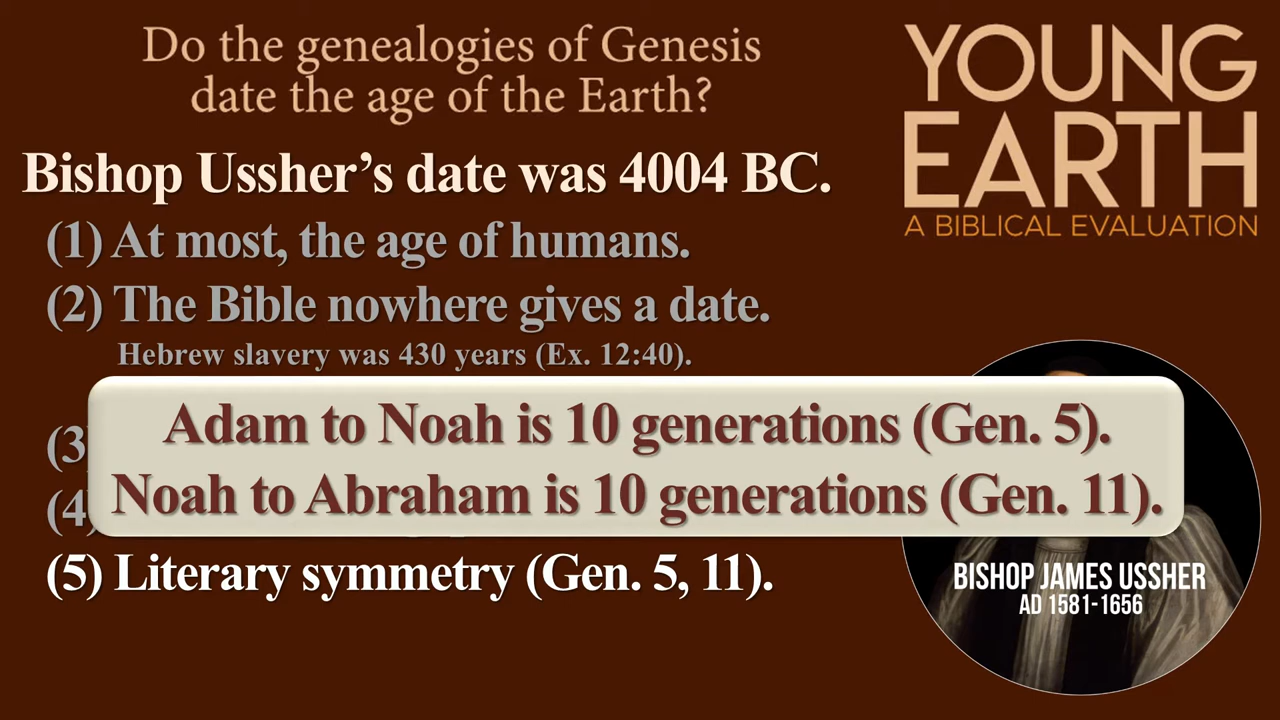 Do the genealogies of Genesis
date the age of the Earth?
YOUNG
EARTH
A BIBLICAL EVALUATION
Bishop Ussher’s date was 4004 BC.
(1) At most, the age of humans.
(2) The Bible nowhere gives a date.
Hebrew slavery was 430 years (Ex. 12:40).
Adam to Noah is 10 generations (Gen. 5).
Noah to Abraham is 10 generations (Gen. 11).
(3)
(4)
(5) Literary symmetry (Gen. 5, 11).
BISHOP JAMES USSHER
AD 1581-1656